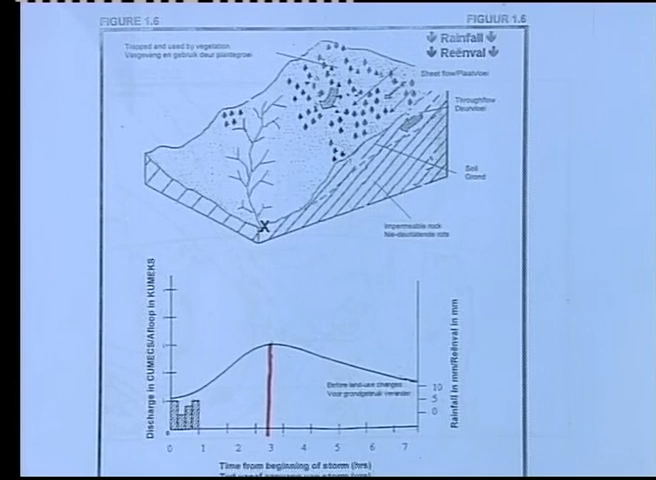 FIGURE 1.6
FIGUUR 1.6
Rainfall
Reënval
Trapped and used by vegetation
Vasgevang en gebruik deur plantegroei
Sheet flow/Plaatvloei
Throughflow
Deurvloei
Soil
Grond
X
Impermeable rock
Nie-deurlatende rots
Discharge in CUMECS/Afloop in KUMEKS
Before land-use changes
Voor grondgebruik verander
10
5
0
Rainfall in mm/Reënval in mm
0 1 2 3 4 5 6 7
Time from beginning of storm (hrs)